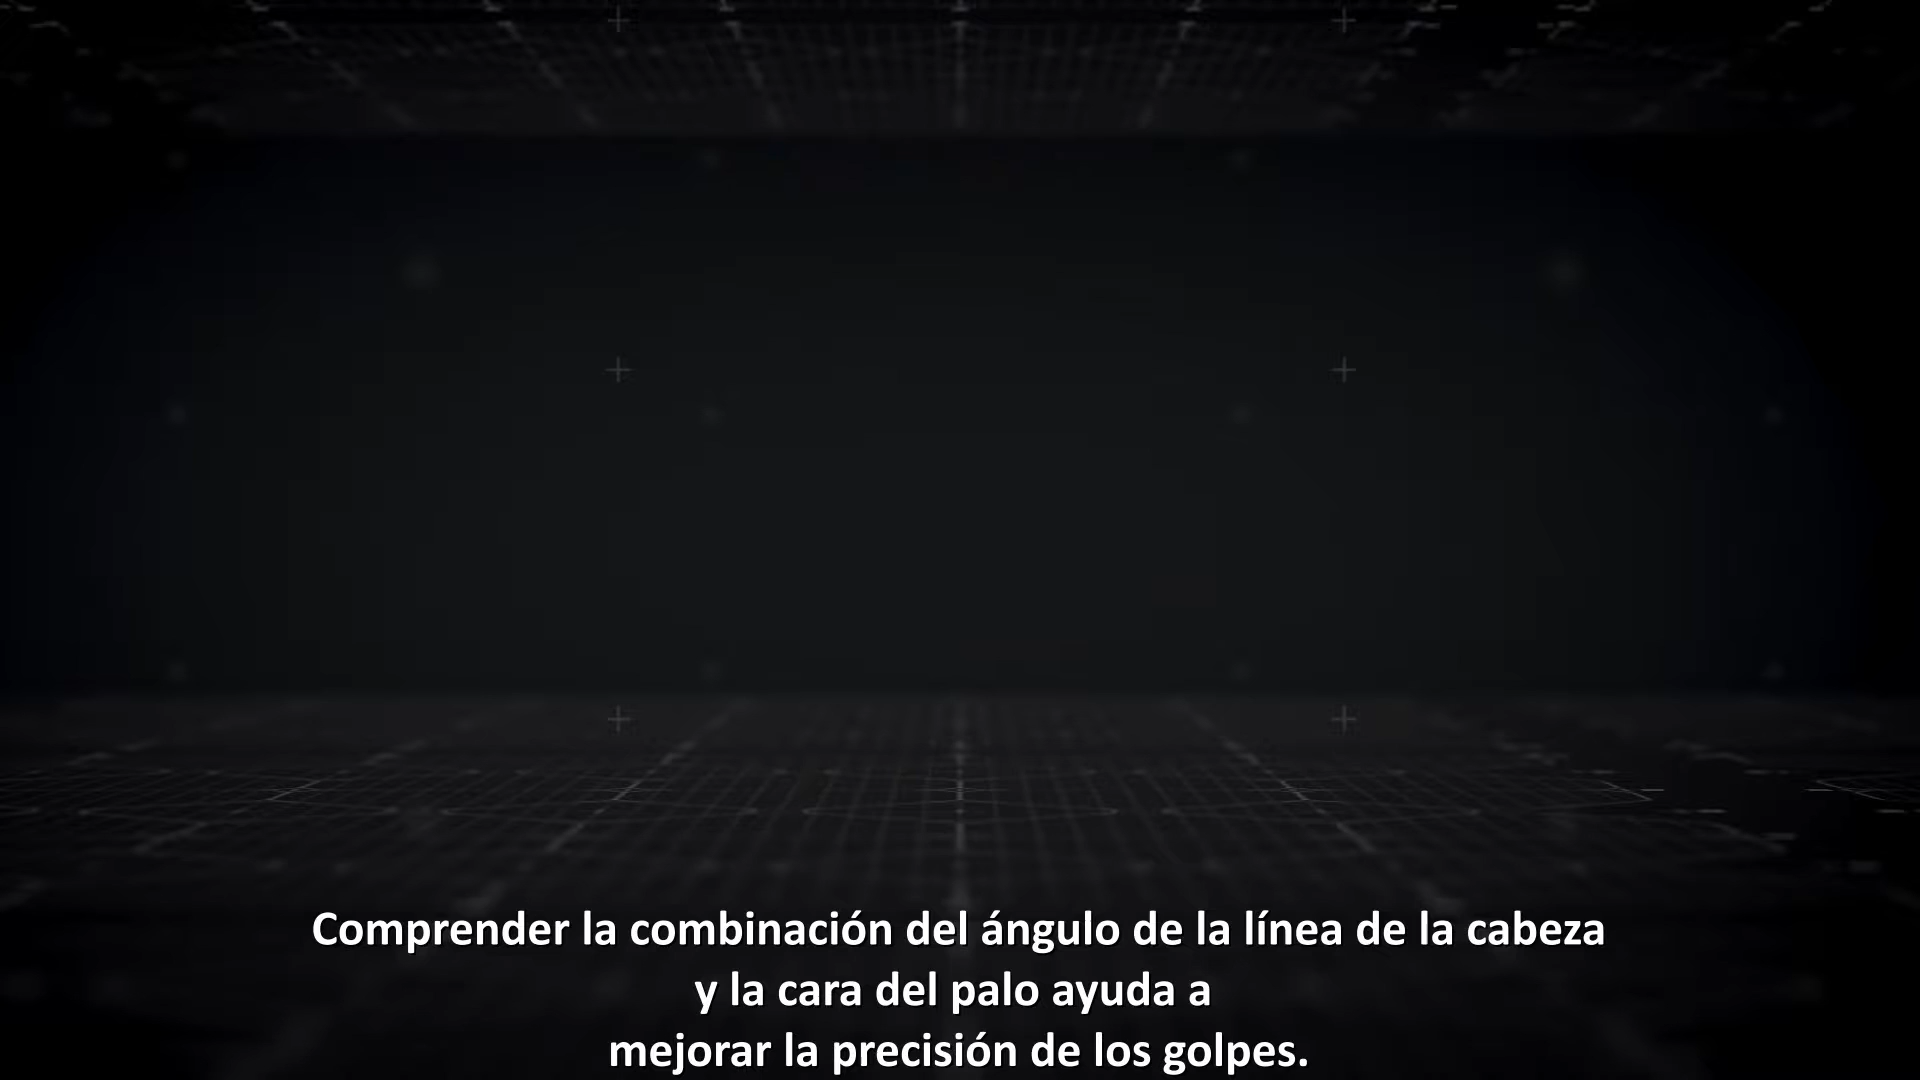 Comprender la combinación del ángulo de la línea de la cabeza
y la cara del palo ayuda a
mejorar la precisión de los golpes.